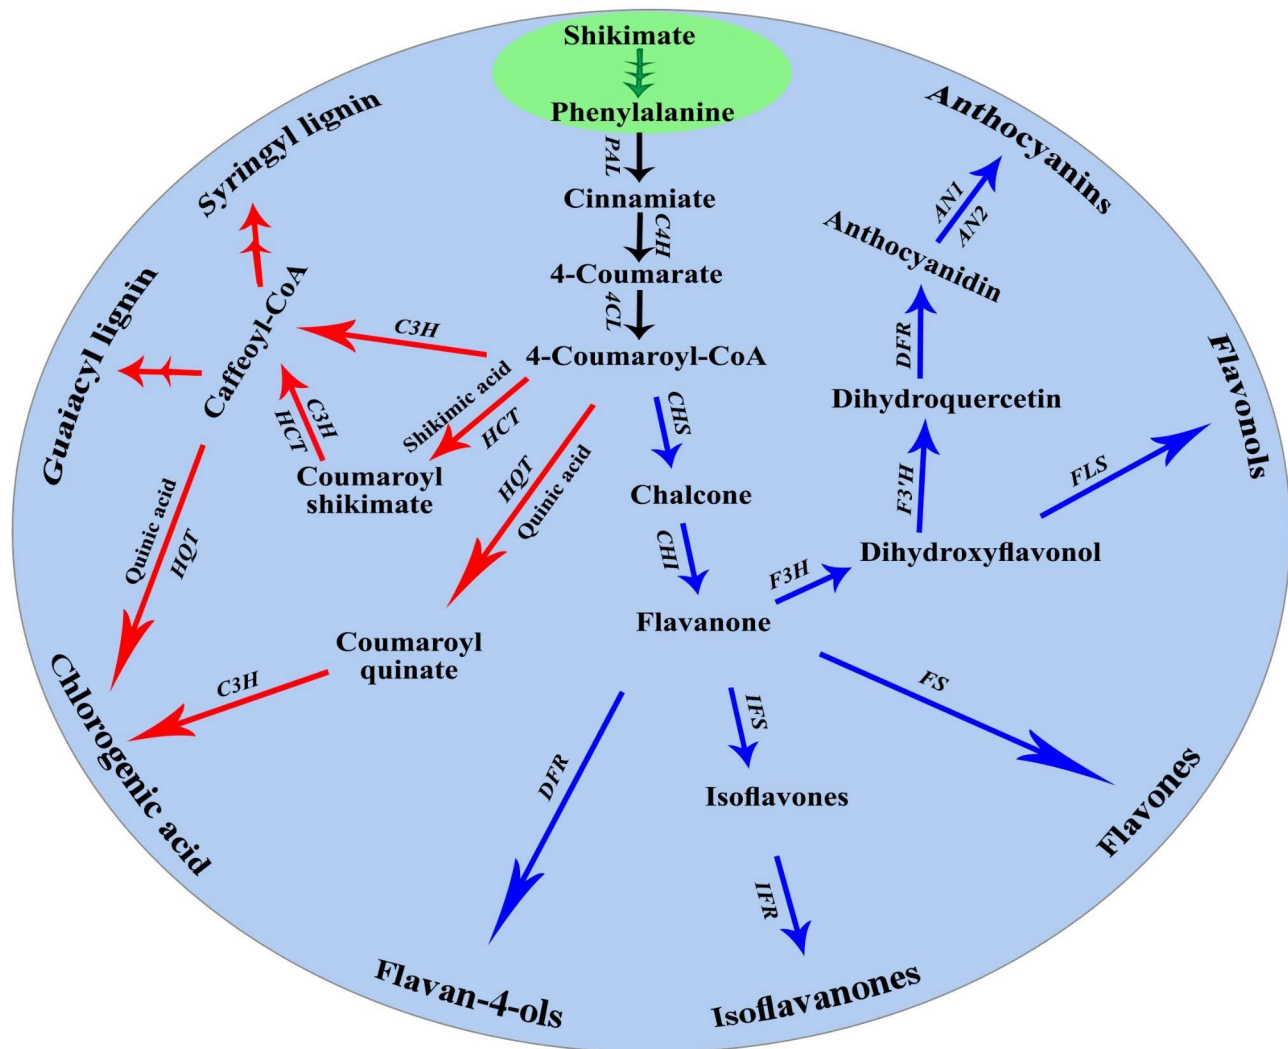 Shikimate
Phenylalanine
PAL
Cinnamiate
C4H
4-Coumarate
4CL
4-Coumaroyl-CoA
Syringyl lignin
Guaiacyl lignin
Caffeoyl-CoA
C3H
Shikimic acid
HCT
C3H
HCT
Coumaroyl
shikimate
HQT
Quinic acid
Quinic acid
HQT
Coumaroyl
quinate
C3H
Chlorogenic acid
CHS
Chalcone
CHI
Flavanone
F3H
Dihydroxyflavonol
F3'H
Dihydroquercetin
DFR
Anthocyanidin
AN1
AN2
Anthocyanins
FLS
Flavonols
FS
Flavones
IFS
Isoflavones
IFR
Isoflavanones
DFR
Flavan-4-ols